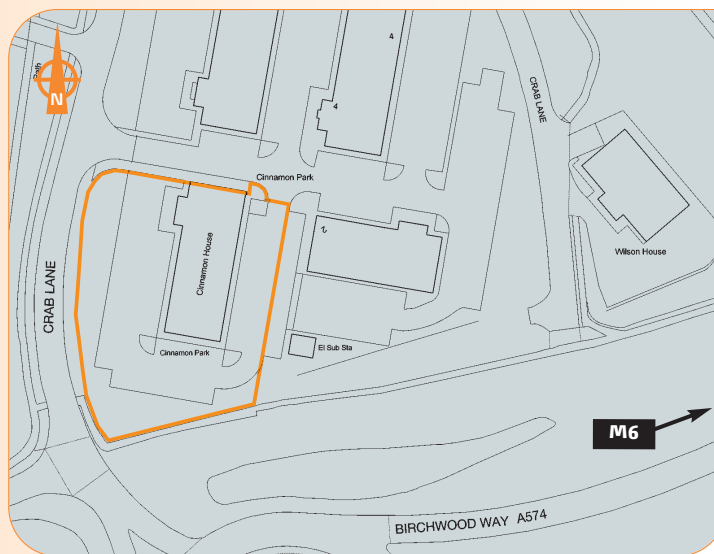 Path
N
4
4
CRAB LANE
Cinnamon Park
2
Cinnamon House
Wilson House
CRAB LANE
El Sub Sta
Cinnamon Park
M6
BIRCHWOOD WAY A574